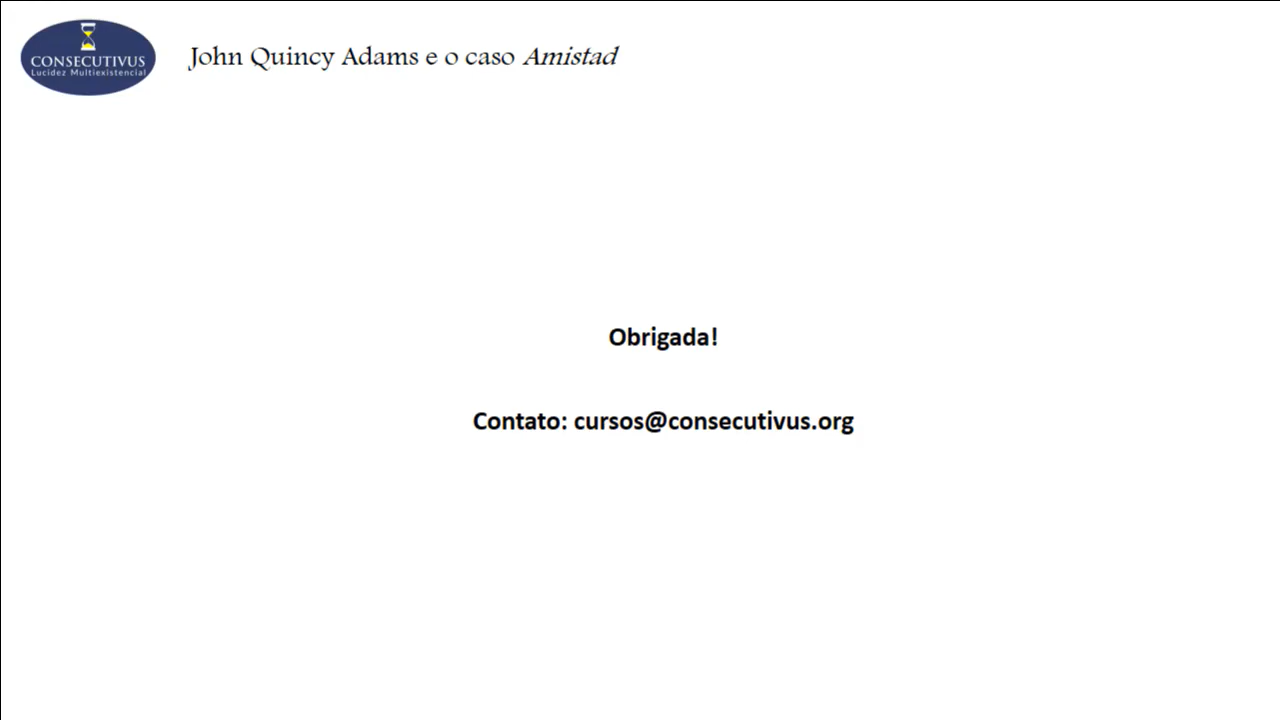 CONSECUTIVUS
Lucidez Multiexistencial
John Quincy Adams e o caso Amistad
Obrigada!
Contato: cursos@consecutivus.org